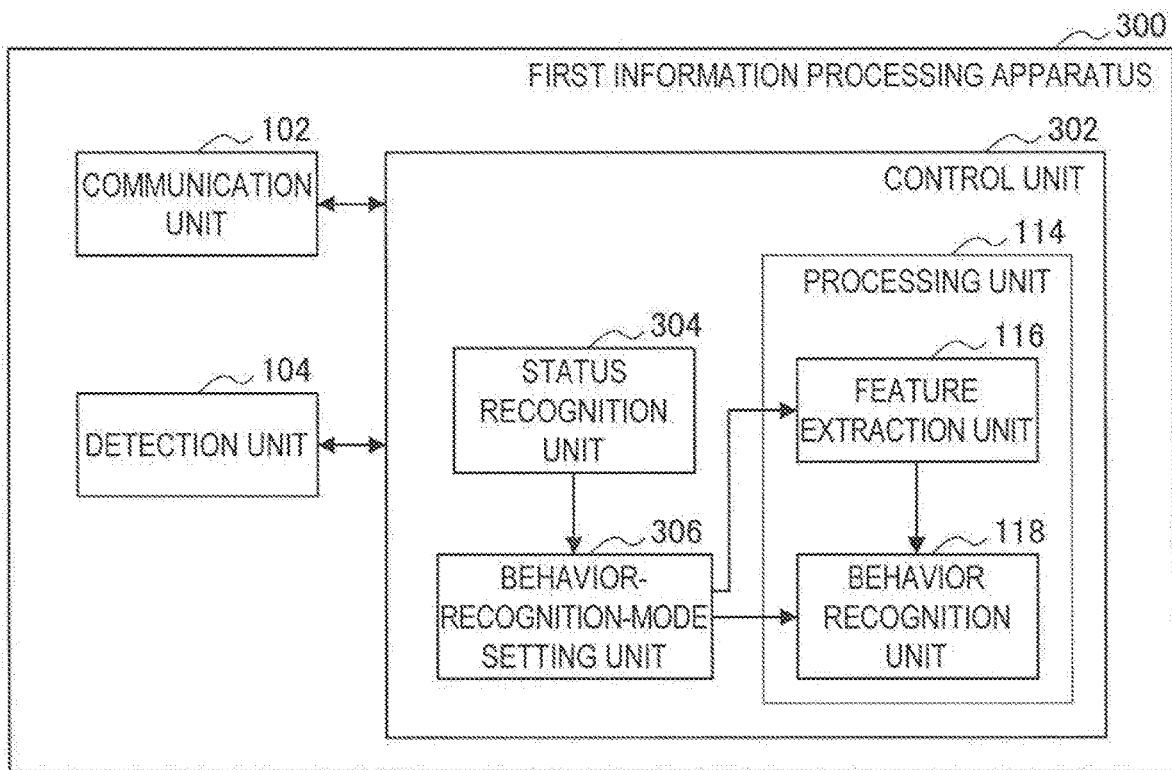 300
FIRST INFORMATION PROCESSING APPARATUS
102
COMMUNICATION
UNIT
302
CONTROL UNIT
114
PROCESSING UNIT
104
DETECTION UNIT
304
STATUS
RECOGNITION
UNIT
116
FEATURE
EXTRACTION UNIT
306
BEHAVIOR-
RECOGNITION-MODE
SETTING UNIT
118
BEHAVIOR
RECOGNITION
UNIT